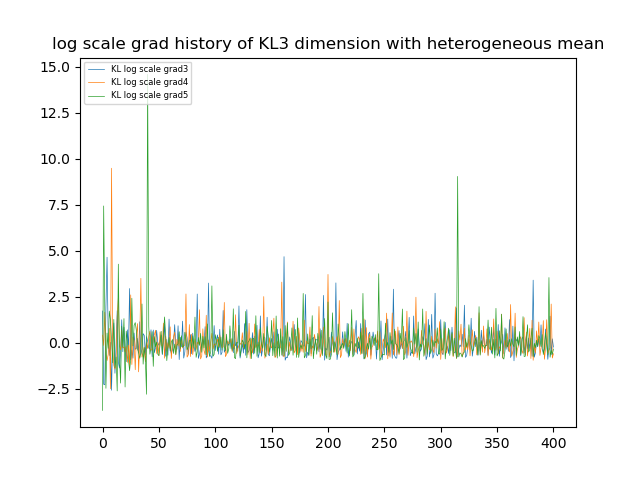 log scale grad history of KL3 dimension with heterogeneous mean
15.0
KL log scale grad3
KL log scale grad4
KL log scale grad5
12.5
10.0
7.5
5.0
2.5
0.0
−2.5
0 50 100 150 200 250 300 350 400